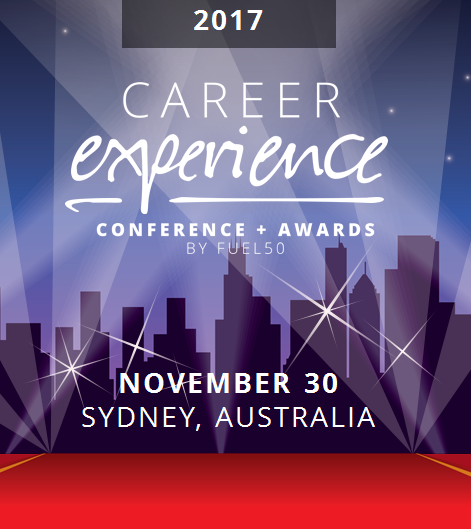 2017
CAREER
experience
CONFERENCE + AWARDS
BY FUEL50
NOVEMBER 30
SYDNEY, AUSTRALIA